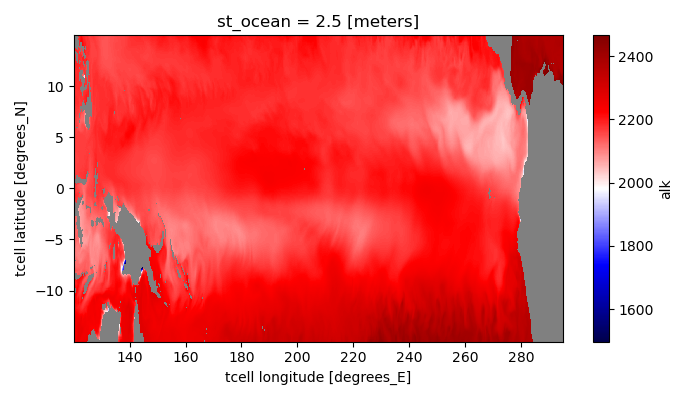 st_ocean = 2.5 [meters]
10
5
0
−5
−10
tcell latitude [degrees_N]
140 160 180 200 220 240 260 280
tcell longitude [degrees_E]
2400
2200
2000
1800
1600
alk